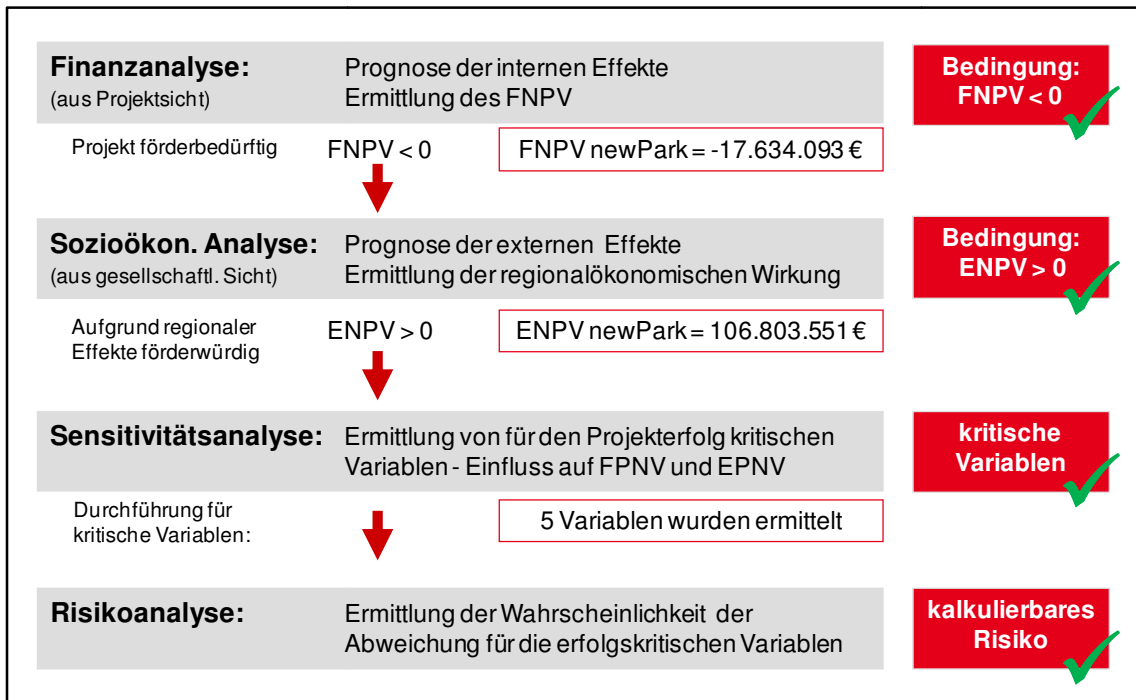 Finanzanalyse: Prognose der internen Effekte
(aus Projektsicht) Ermittlung des FNPV
Bedingung:
FNPV < 0
Projekt förderbedürftig FNPV < 0 FNPV newPark = -17.634.093 €
Sozioökon. Analyse: Prognose der externen Effekte
(aus gesellschaftl. Sicht) Ermittlung der regionalökonomischen Wirkung
Bedingung:
ENPV > 0
Aufgrund regionaler
Effekte förderwürdig
ENPV > 0 ENPV newPark = 106.803.551 €
Sensitivitätsanalyse: Ermittlung von für den Projekterfolg kritischen
Variablen - Einfluss auf FPNV und EPNV
kritische
Variablen
Durchführung für
kritische Variablen:
5 Variablen wurden ermittelt
Risikoanalyse: Ermittlung der Wahrscheinlichkeit der
Abweichung für die erfolgskritischen Variablen
kalkulierbares
Risiko